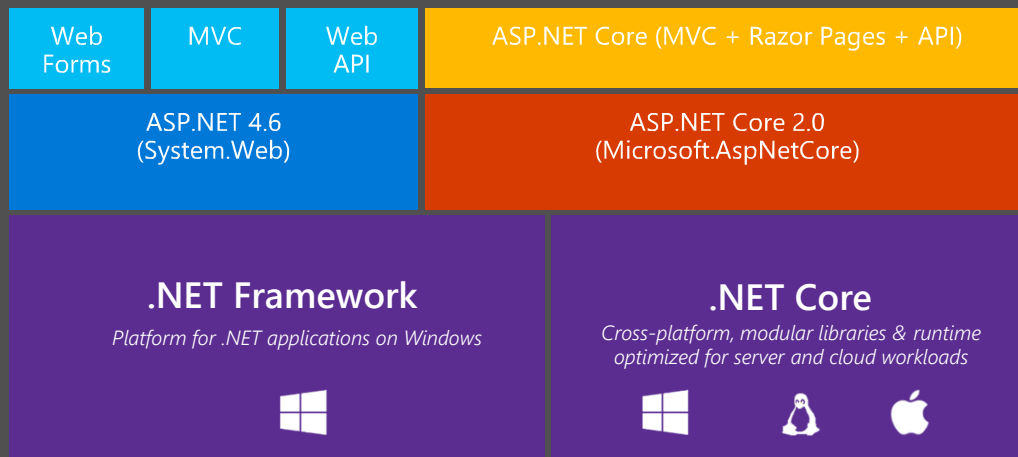 Web
Forms
MVC
Web
API
ASP.NET Core (MVC + Razor Pages + API)
ASP.NET 4.6
(System.Web)
ASP.NET Core 2.0
(Microsoft.AspNetCore)
.NET Framework
Platform for .NET applications on Windows
.NET Core
Cross-platform, modular libraries & runtime
optimized for server and cloud workloads